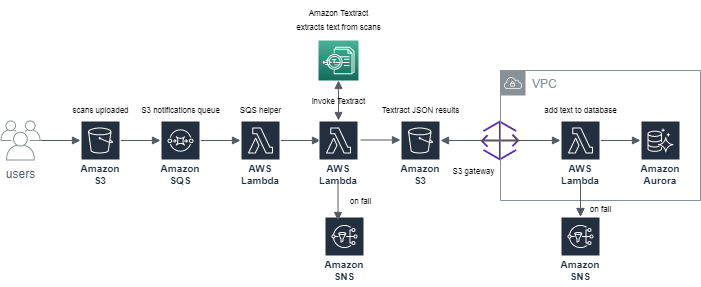 Amazon Textract
extracts text from scans
Invoke Textract
scans uploaded
S3 notifications queue
SQS helper
Textract JSON results
VPC
add text to database
users
Amazon
S3
Amazon
SQS
AWS
Lambda
AWS
Lambda
Amazon
S3
S3 gateway
AWS
Lambda
Amazon
Aurora
on fail
on fail
Amazon
SNS
Amazon
SNS